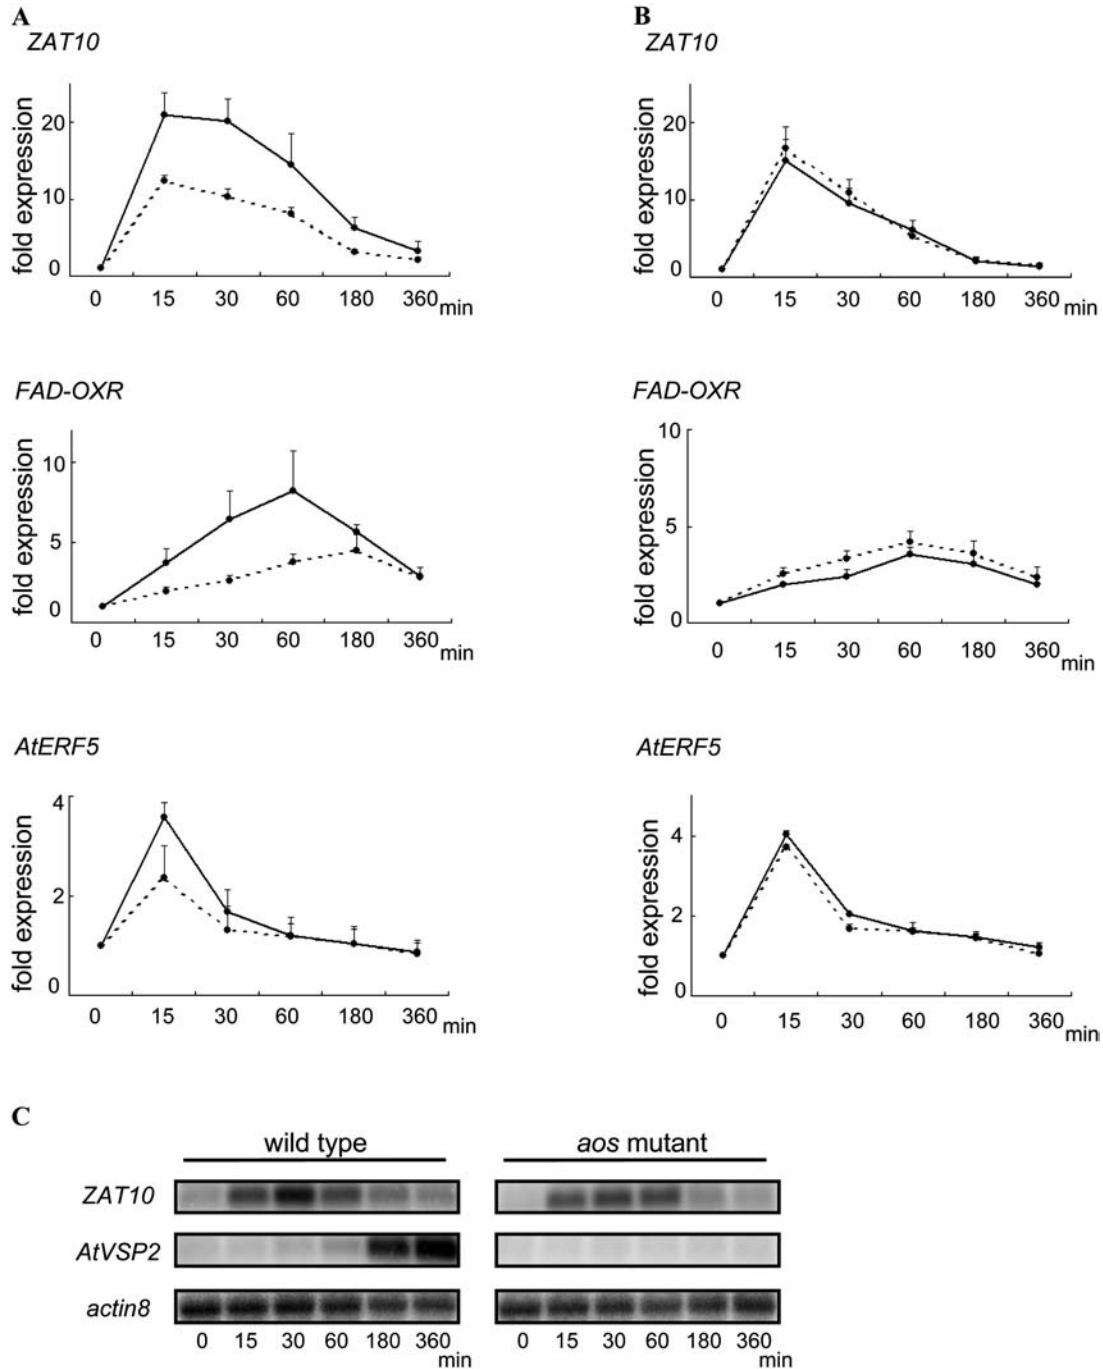 A
ZAT10
fold expression
20
10
0
0 15 30 60 180 360 min
FAD-OXR
fold expression
10
5
0
0 15 30 60 180 360 min
AtERF5
fold expression
4
2
0
0 15 30 60 180 360 min
B
ZAT10
fold expression
20
10
0
0 15 30 60 180 360 min
FAD-OXR
fold expression
10
5
0
0 15 30 60 180 360 min
AtERF5
fold expression
4
2
0
0 15 30 60 180 360 min
C
wild type aos mutant
ZAT10
AtVSP2
actin8
0 15 30 60 180 360 min 0 15 30 60 180 360 min